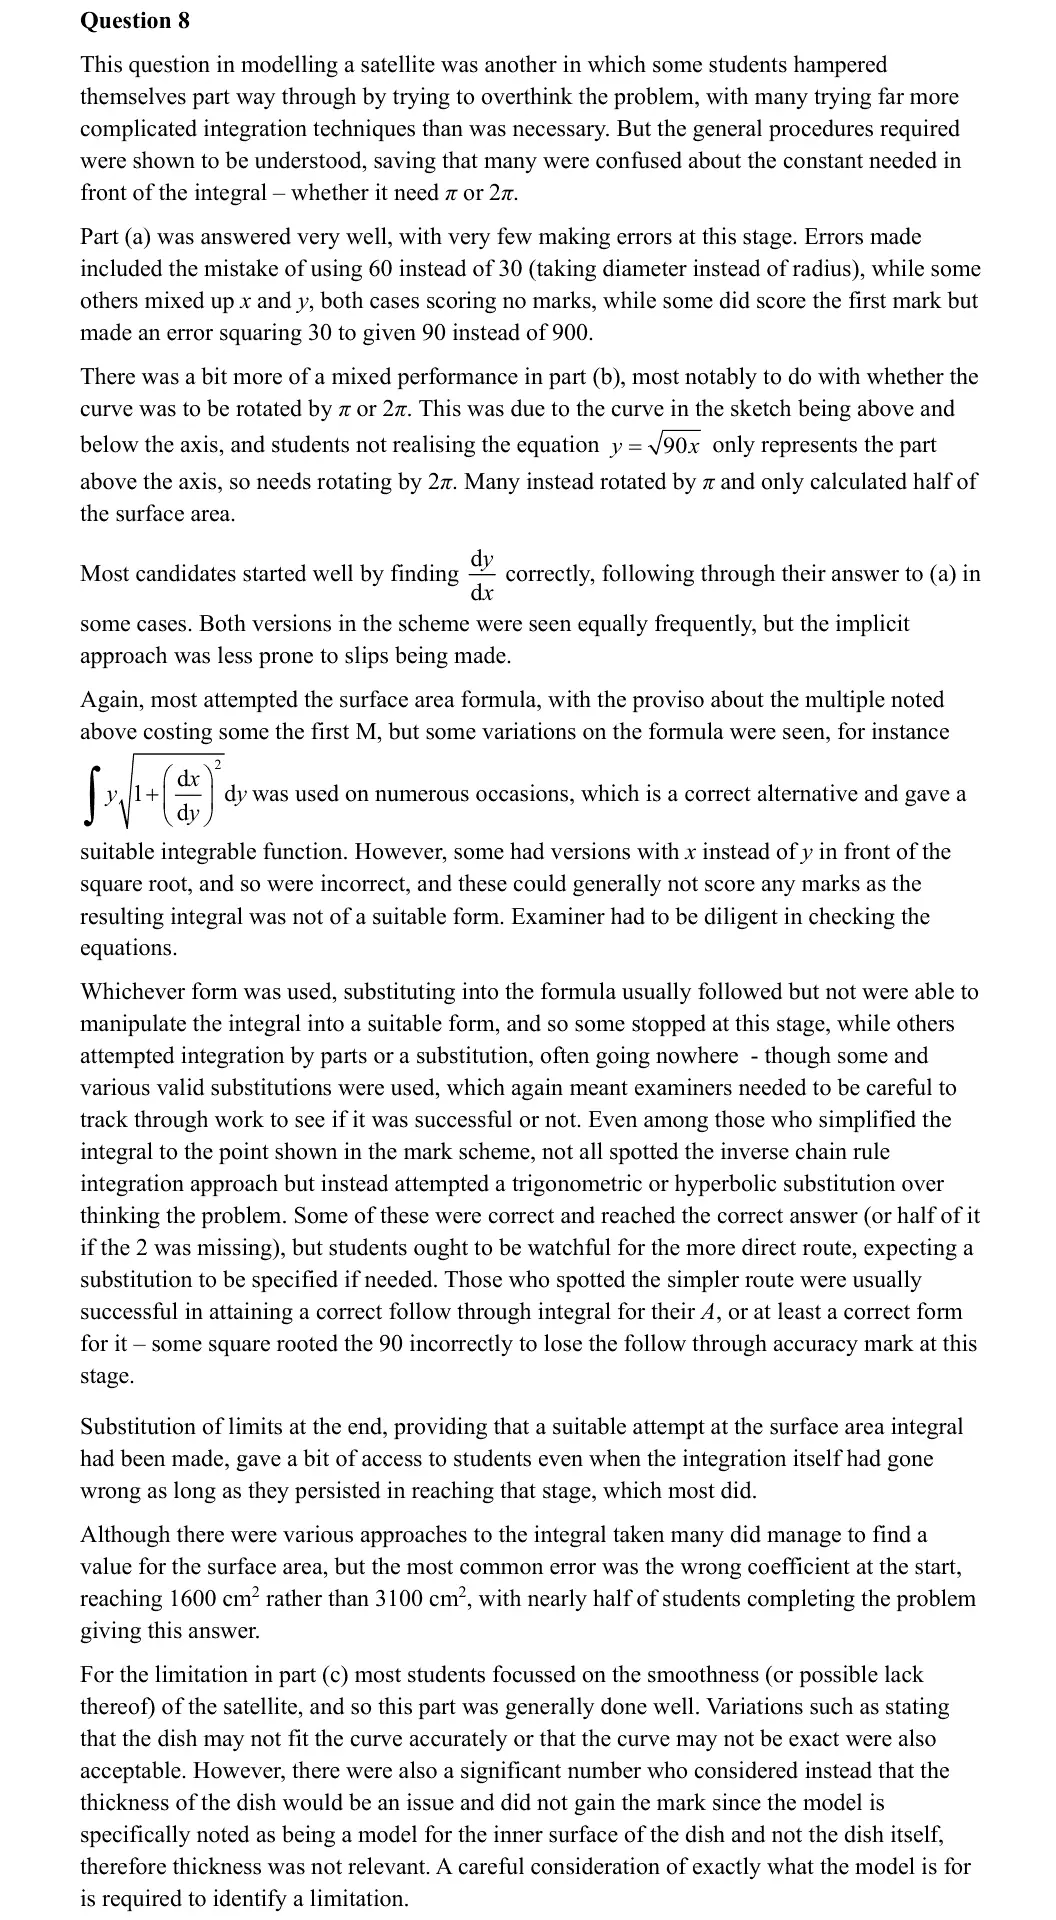 Question 8
This question in modelling a satellite was another in which some students hampered
themselves part way through by trying to overthink the problem, with many trying far more
complicated integration techniques than was necessary. But the general procedures required
were shown to be understood, saving that many were confused about the constant needed in
front of the integral – whether it need π or 2π.
Part (a) was answered very well, with very few making errors at this stage. Errors made
included the mistake of using 60 instead of 30 (taking diameter instead of radius), while some
others mixed up x and y, both cases scoring no marks, while some did score the first mark but
made an error squaring 30 to given 90 instead of 900.
There was a bit more of a mixed performance in part (b), most notably to do with whether the
curve was to be rotated by π or 2π. This was due to the curve in the sketch being above and
below the axis, and students not realising the equation y = √90x only represents the part
above the axis, so needs rotating by 2π. Many instead rotated by π and only calculated half of
the surface area.
Most candidates started well by finding dy/dx correctly, following through their answer to (a) in
some cases. Both versions in the scheme were seen equally frequently, but the implicit
approach was less prone to slips being made.
Again, most attempted the surface area formula, with the proviso about the multiple noted
above costing some the first M, but some variations on the formula were seen, for instance
∫ y√(1+(dx/dy)²) dy was used on numerous occasions, which is a correct alternative and gave a
suitable integrable function. However, some had versions with x instead of y in front of the
square root, and so were incorrect, and these could generally not score any marks as the
resulting integral was not of a suitable form. Examiner had to be diligent in checking the
equations.
Whichever form was used, substituting into the formula usually followed but not were able to
manipulate the integral into a suitable form, and so some stopped at this stage, while others
attempted integration by parts or a substitution, often going nowhere - though some and
various valid substitutions were used, which again meant examiners needed to be careful to
track through work to see if it was successful or not. Even among those who simplified the
integral to the point shown in the mark scheme, not all spotted the inverse chain rule
integration approach but instead attempted a trigonometric or hyperbolic substitution over
thinking the problem. Some of these were correct and reached the correct answer (or half of it
if the 2 was missing), but students ought to be watchful for the more direct route, expecting a
substitution to be specified if needed. Those who spotted the simpler route were usually
successful in attaining a correct follow through integral for their A, or at least a correct form
for it – some square rooted the 90 incorrectly to lose the follow through accuracy mark at this
stage.
Substitution of limits at the end, providing that a suitable attempt at the surface area integral
had been made, gave a bit of access to students even when the integration itself had gone
wrong as long as they persisted in reaching that stage, which most did.
Although there were various approaches to the integral taken many did manage to find a
value for the surface area, but the most common error was the wrong coefficient at the start,
reaching 1600 cm² rather than 3100 cm², with nearly half of students completing the problem
giving this answer.
For the limitation in part (c) most students focussed on the smoothness (or possible lack
thereof) of the satellite, and so this part was generally done well. Variations such as stating
that the dish may not fit the curve accurately or that the curve may not be exact were also
acceptable. However, there were also a significant number who considered instead that the
thickness of the dish would be an issue and did not gain the mark since the model is
specifically noted as being a model for the inner surface of the dish and not the dish itself,
therefore thickness was not relevant. A careful consideration of exactly what the model is for
is required to identify a limitation.